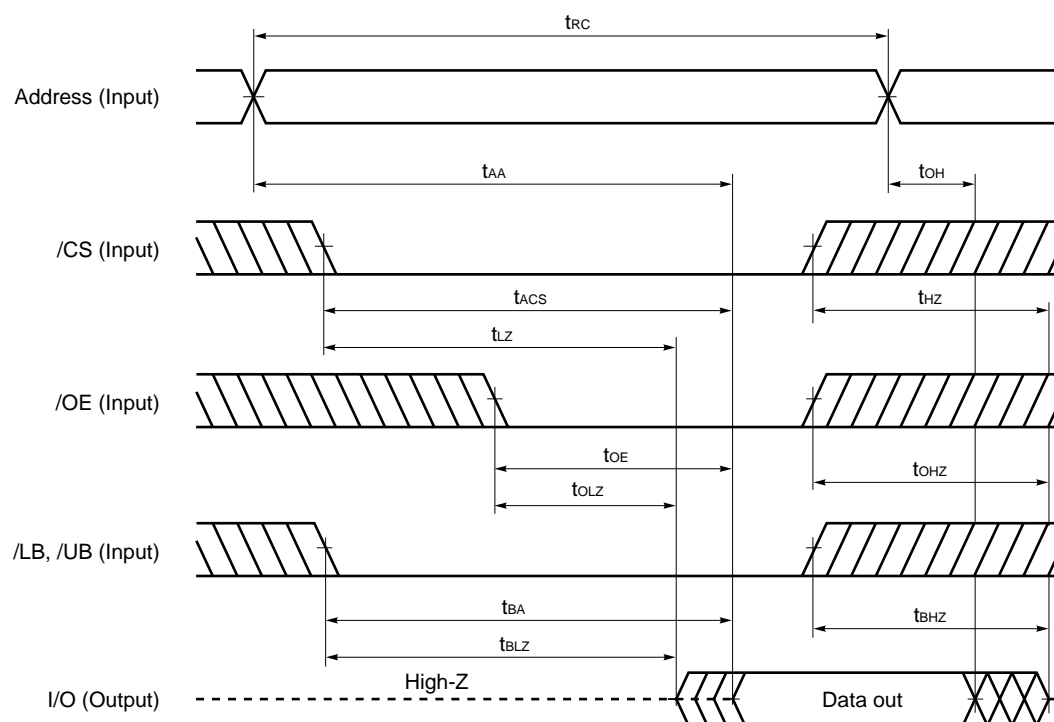 tRC
Address (Input)
tAA
tOH
/CS (Input)
tACS
tHZ
tLZ
/OE (Input)
tOE
tOHZ
tOLZ
/LB, /UB (Input)
tBA
tBHZ
tBLZ
High-Z
I/O (Output)
Data out